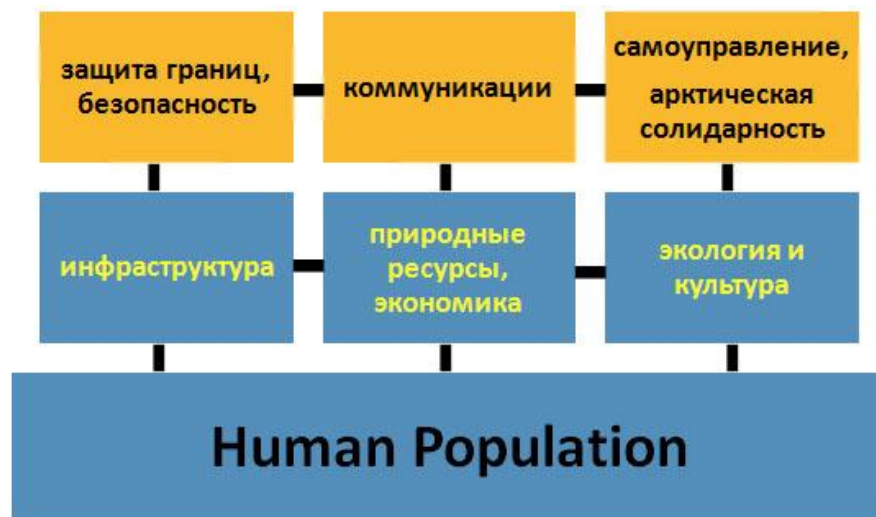 защита границ,
безопасность
коммуникации
самоуправление,
арктическая
солидарность
инфраструктура
природные
ресурсы,
экономика
экология и
культура
Human Population